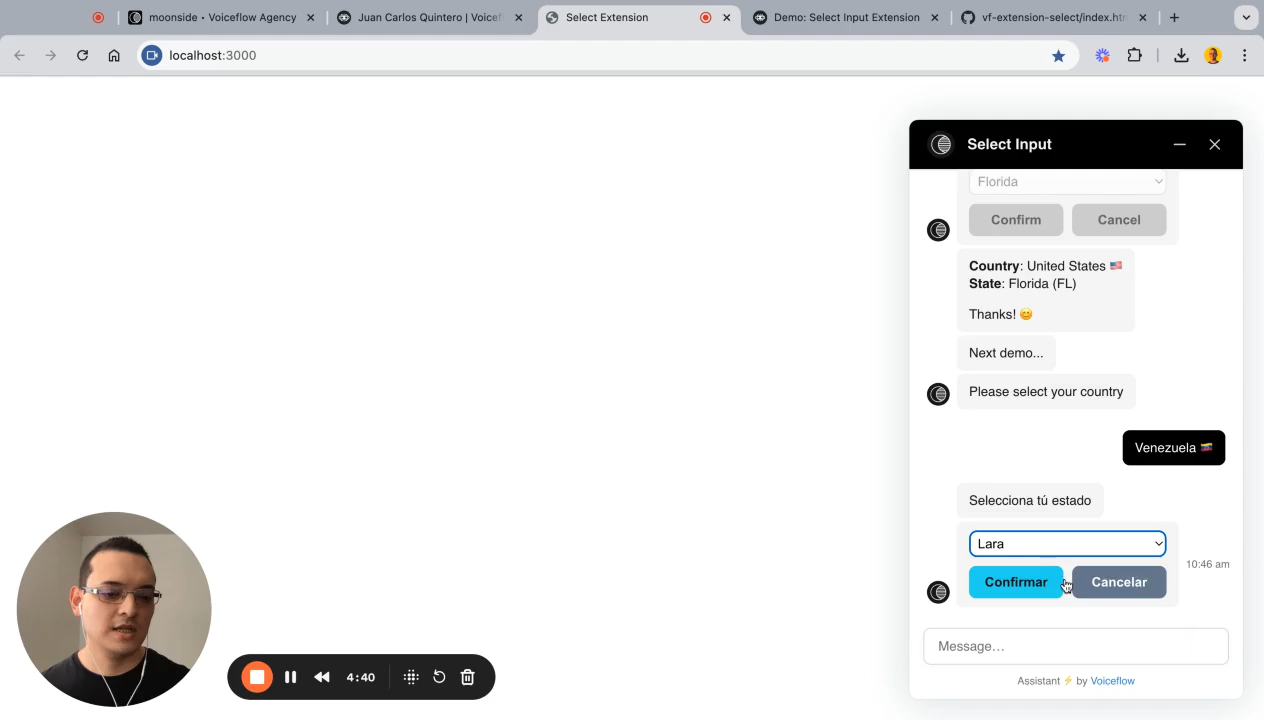 moonside • Voiceflow Agency
Juan Carlos Quintero | Voicef
Select Extension
Demo: Select Input Extension
vf-extension-select/index.htm
localhost:3000
Select Input
Florida
Confirm
Cancel
Country: United States 🇺🇸
State: Florida (FL)
Thanks! 😊
Next demo...
Please select your country
Venezuela 🇻🇪
Selecciona tú estado
Lara
10:46 am
Confirmar
Cancelar
Message…
4:40
Assistant ⚡ by Voiceflow